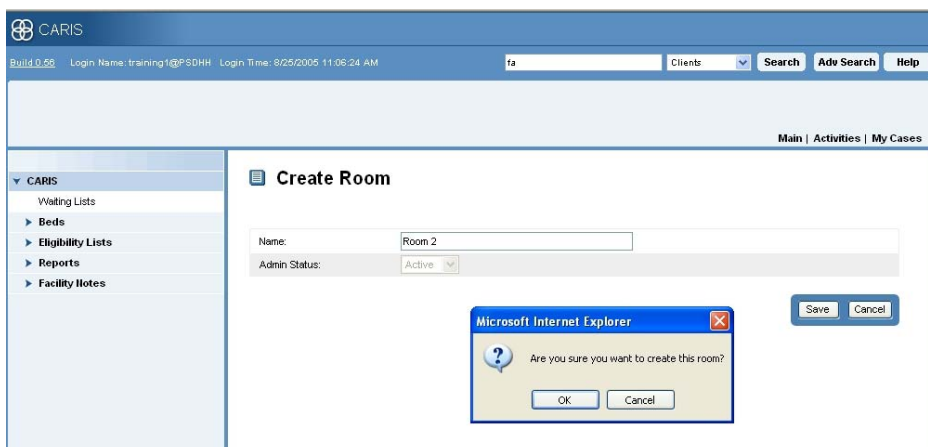 CARIS
Build 0.56 Login Name: training1@PSDHH Login Time: 8/25/2005 11:06:24 AM fa Clients Search Adv Search Help
Main | Activities | My Cases
CARIS
Waiting Lists
Beds
Eligibility Lists
Reports
Facility Notes
Create Room
Name: Room 2
Admin Status: Active
Save Cancel
Microsoft Internet Explorer
Are you sure you want to create this room?
OK Cancel